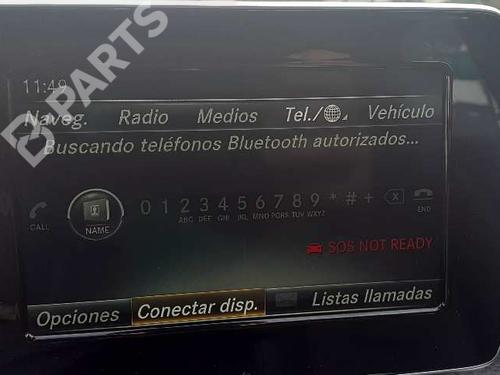 B-PARTS
11:49
Naveg. Radio Medios Tel./ Vehículo
Buscando teléfonos Bluetooth autorizados...
0 1 2 3 4 5 6 7 8 9 * # +
ABC DEF GHI JKL MNO PQRS TUV WXYZ
CALL NAME END
SOS NOT READY
Opciones Conectar disp. Listas llamadas